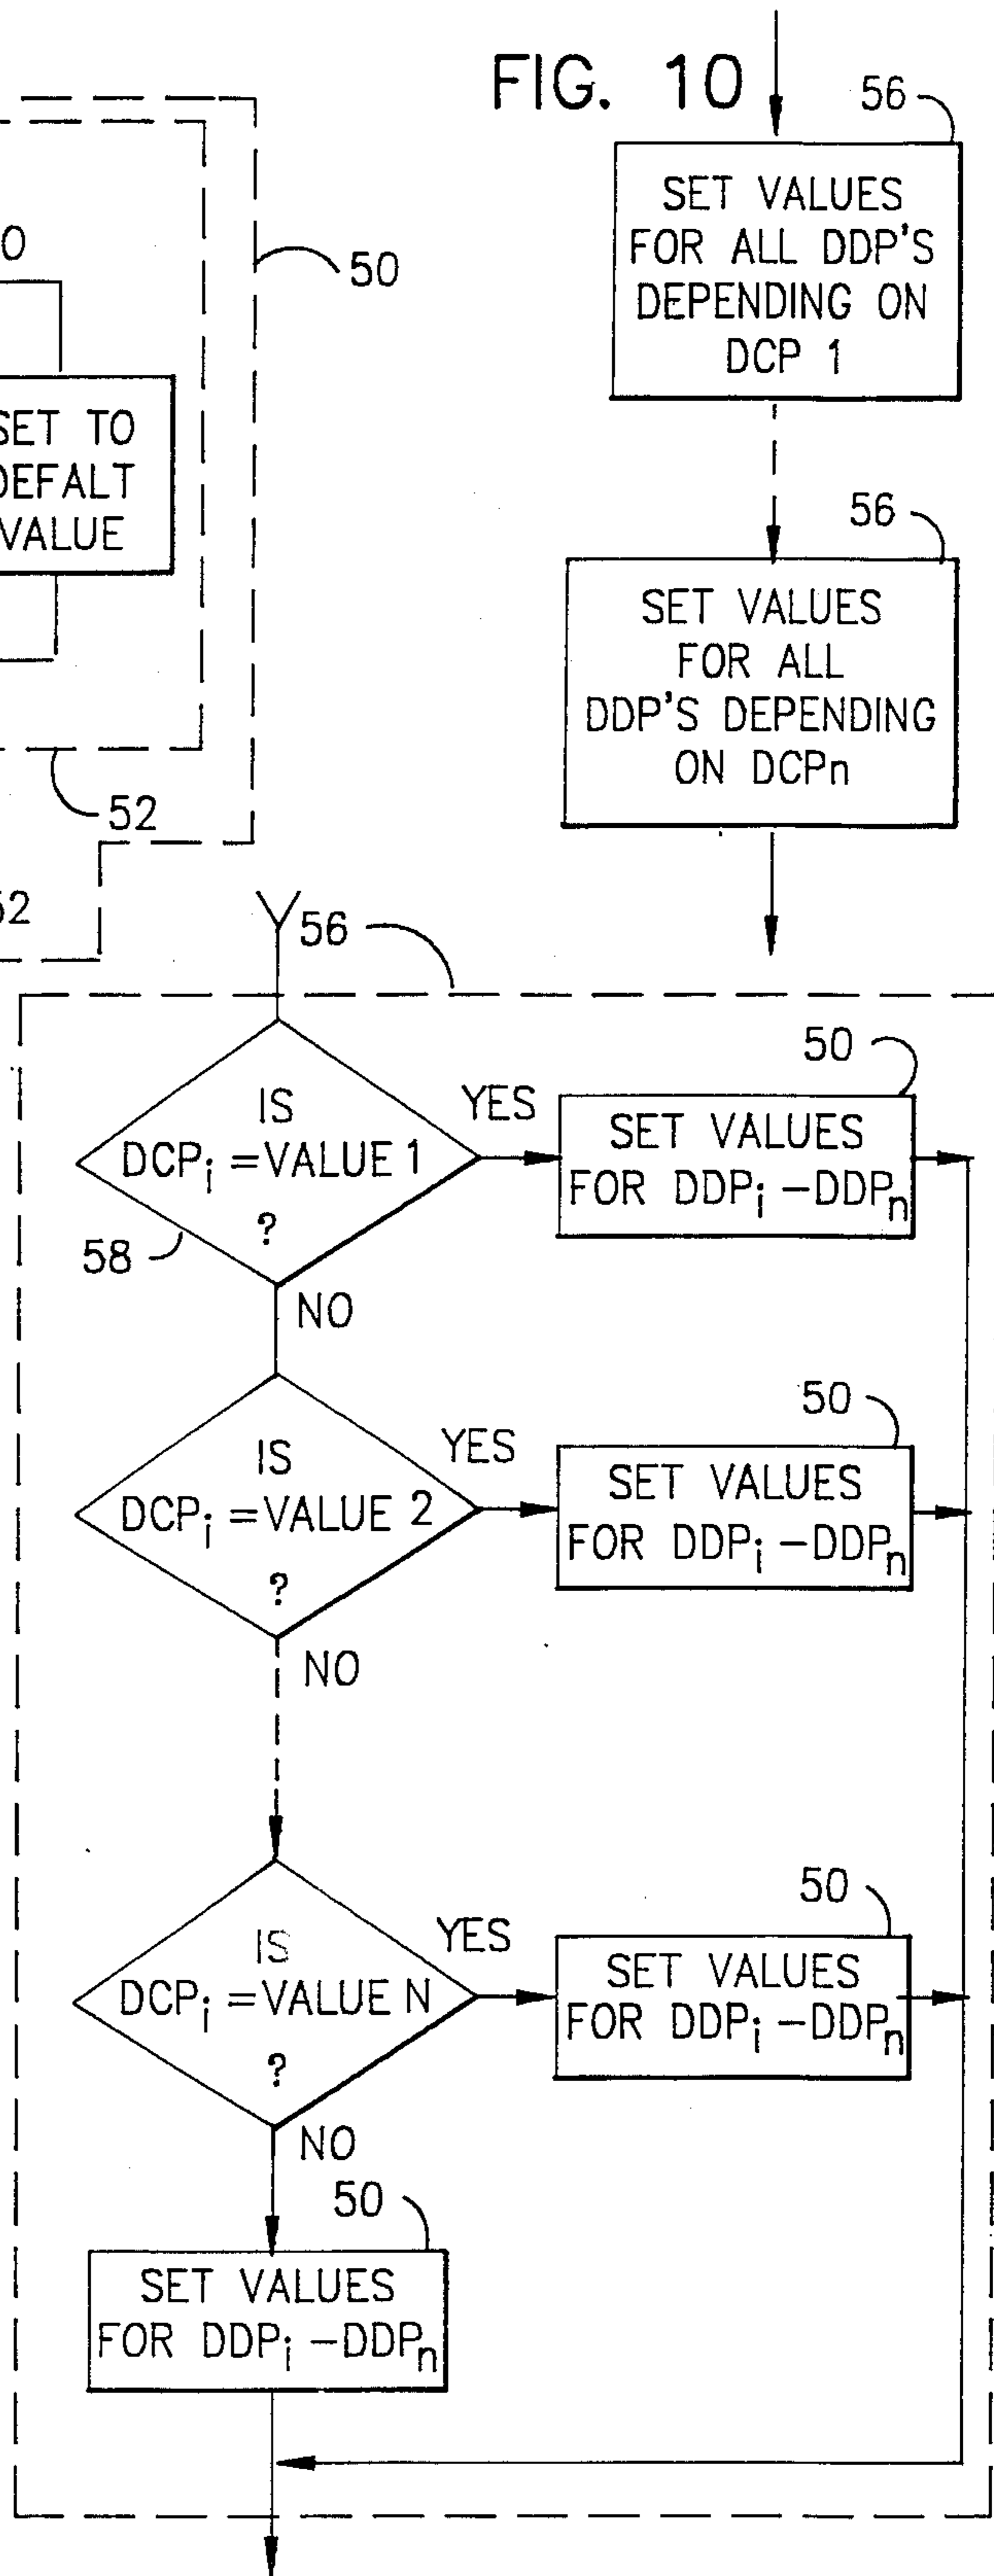 FIG. 10
56
SET VALUES
FOR ALL DDP'S
DEPENDING ON
DCP 1
56
SET VALUES
FOR ALL
DDP'S DEPENDING
ON DCPn
50
O
SET TO
DEFALT
VALUE
52
52
56
IS
DCPi =VALUE 1
?
58
YES
NO
50
SET VALUES
FOR DDPi -DDPn
IS
DCPi =VALUE 2
?
YES
NO
50
SET VALUES
FOR DDPi -DDPn
IS
DCPi =VALUE N
?
YES
NO
50
SET VALUES
FOR DDPi -DDPn
50
SET VALUES
FOR DDPi -DDPn